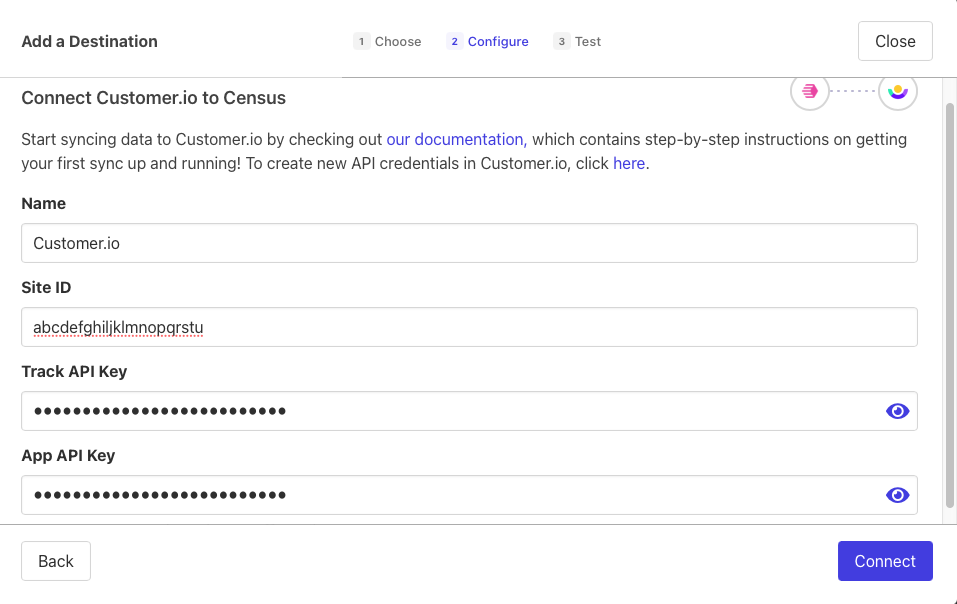 Add a Destination
1 Choose 2 Configure 3 Test
Close
Connect Customer.io to Census
Start syncing data to Customer.io by checking out our documentation, which contains step-by-step instructions on getting
your first sync up and running! To create new API credentials in Customer.io, click here.
Name
Customer.io
Site ID
abcdefghiljklmnopqrstu
Track API Key
••••••••••••••••••••••••••
App API Key
••••••••••••••••••••••••••
Back
Connect